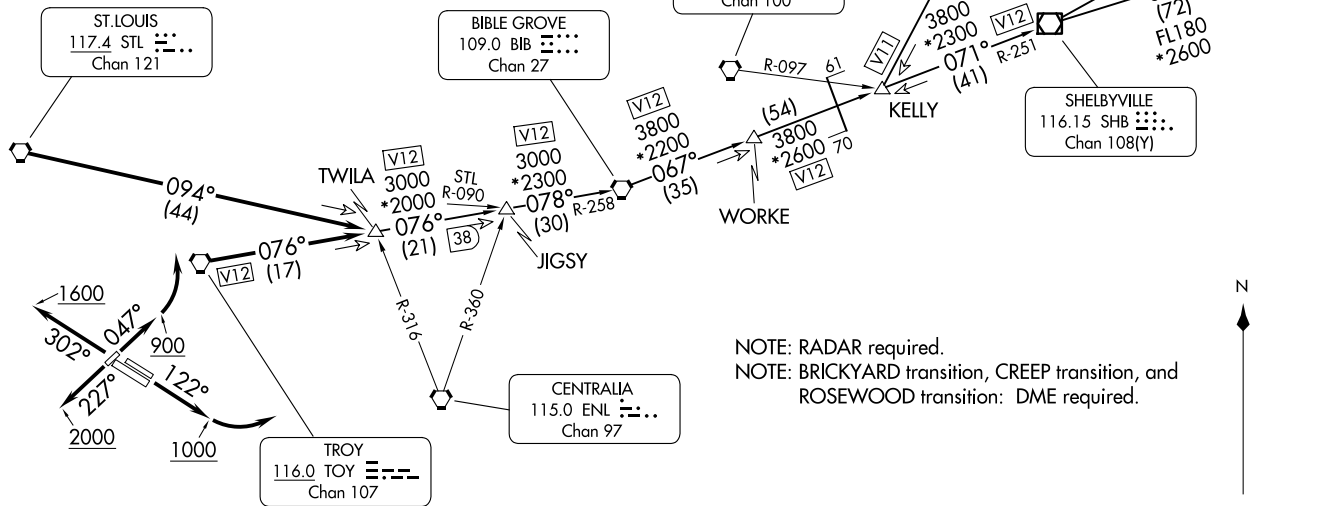 ST.LOUIS
117.4 STL
Chan 121
BIBLE GROVE
109.0 BIB
Chan 27
Chan 100
3800
*2300
071°
(41)
V12
R-251
(72)
FL180
*2600
V11
R-097
61
KELLY
SHELBYVILLE
116.15 SHB
Chan 108(Y)
(54)
3800
*2600
V12
70
V12
3800
*2200
067°
(35)
WORKE
V12
3000
*2300
078°
(30)
R-258
STL
R-090
TWILA
V12
3000
*2000
076°
(21)
38
JIGSY
094°
(44)
076°
V12
(17)
R-316
R-360
1600
302°
047°
900
122°
227°
2000
1000
TROY
116.0 TOY
Chan 107
CENTRALIA
115.0 ENL
Chan 97
N
NOTE: RADAR required.
NOTE: BRICKYARD transition, CREEP transition, and
ROSEWOOD transition: DME required.